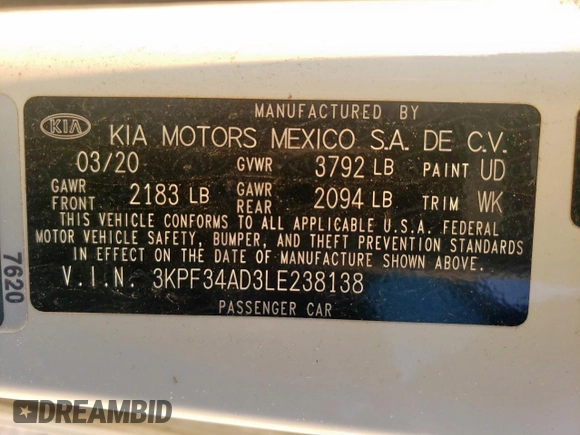 MANUFACTURED BY
KIA KIA MOTORS MEXICO S.A. DE C.V.
03/20 GVWR 3792 LB PAINT UD
GAWR FRONT 2183 LB GAWR REAR 2094 LB TRIM WK
THIS VEHICLE CONFORMS TO ALL APPLICABLE U.S.A. FEDERAL
MOTOR VEHICLE SAFETY, BUMPER, AND THEFT PREVENTION STANDARDS
IN EFFECT ON THE DATE OF MANUFACTURE SHOWN ABOVE.
V.I.N. 3KPF34AD3LE238138
PASSENGER CAR
7620
DREAMBID